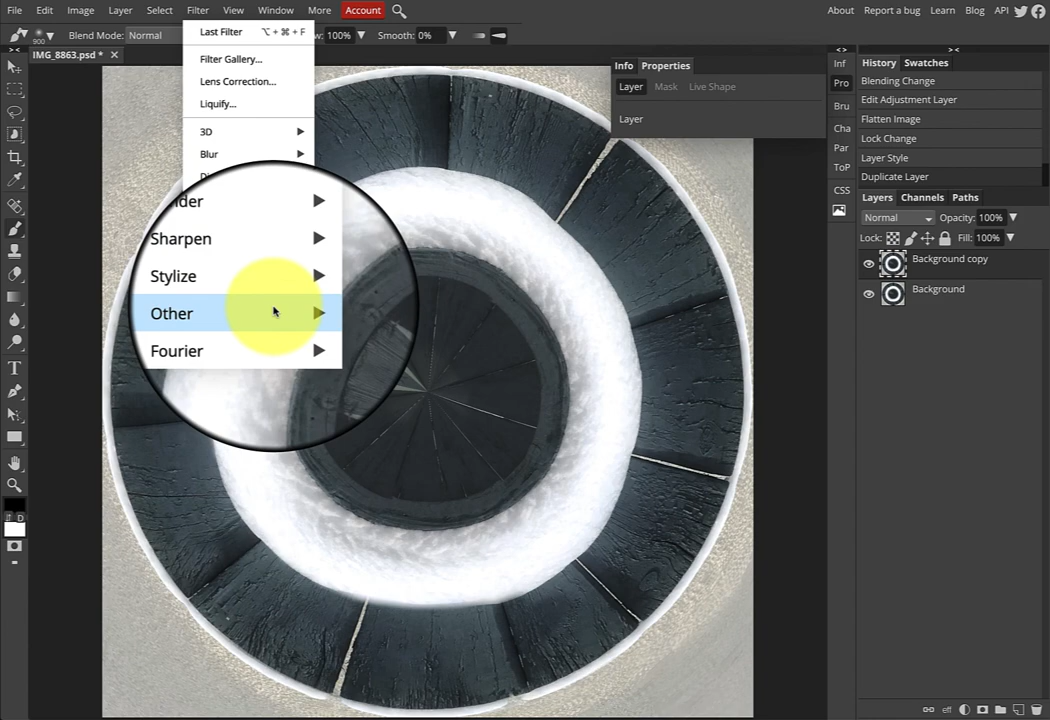 File Edit Image Layer Select Filter View Window More Account About Report a bug Learn Blog API
900 Blend Mode: Normal 100% Smooth: 0%
IMG_8863.psd *
Last Filter ⌥ + ⌘ + F
Filter Gallery...
Lens Correction...
Liquify...
3D
Blur
Sharpen
Stylize
Other
Fourier
Info Properties
Layer Mask Live Shape
Layer
Inf
Pro
Bru
Cha
Par
ToP
CSS
History Swatches
Blending Change
Edit Adjustment Layer
Flatten Image
Lock Change
Layer Style
Duplicate Layer
Layers Channels Paths
Normal Opacity: 100%
Lock: Fill: 100%
Background copy
Background
D